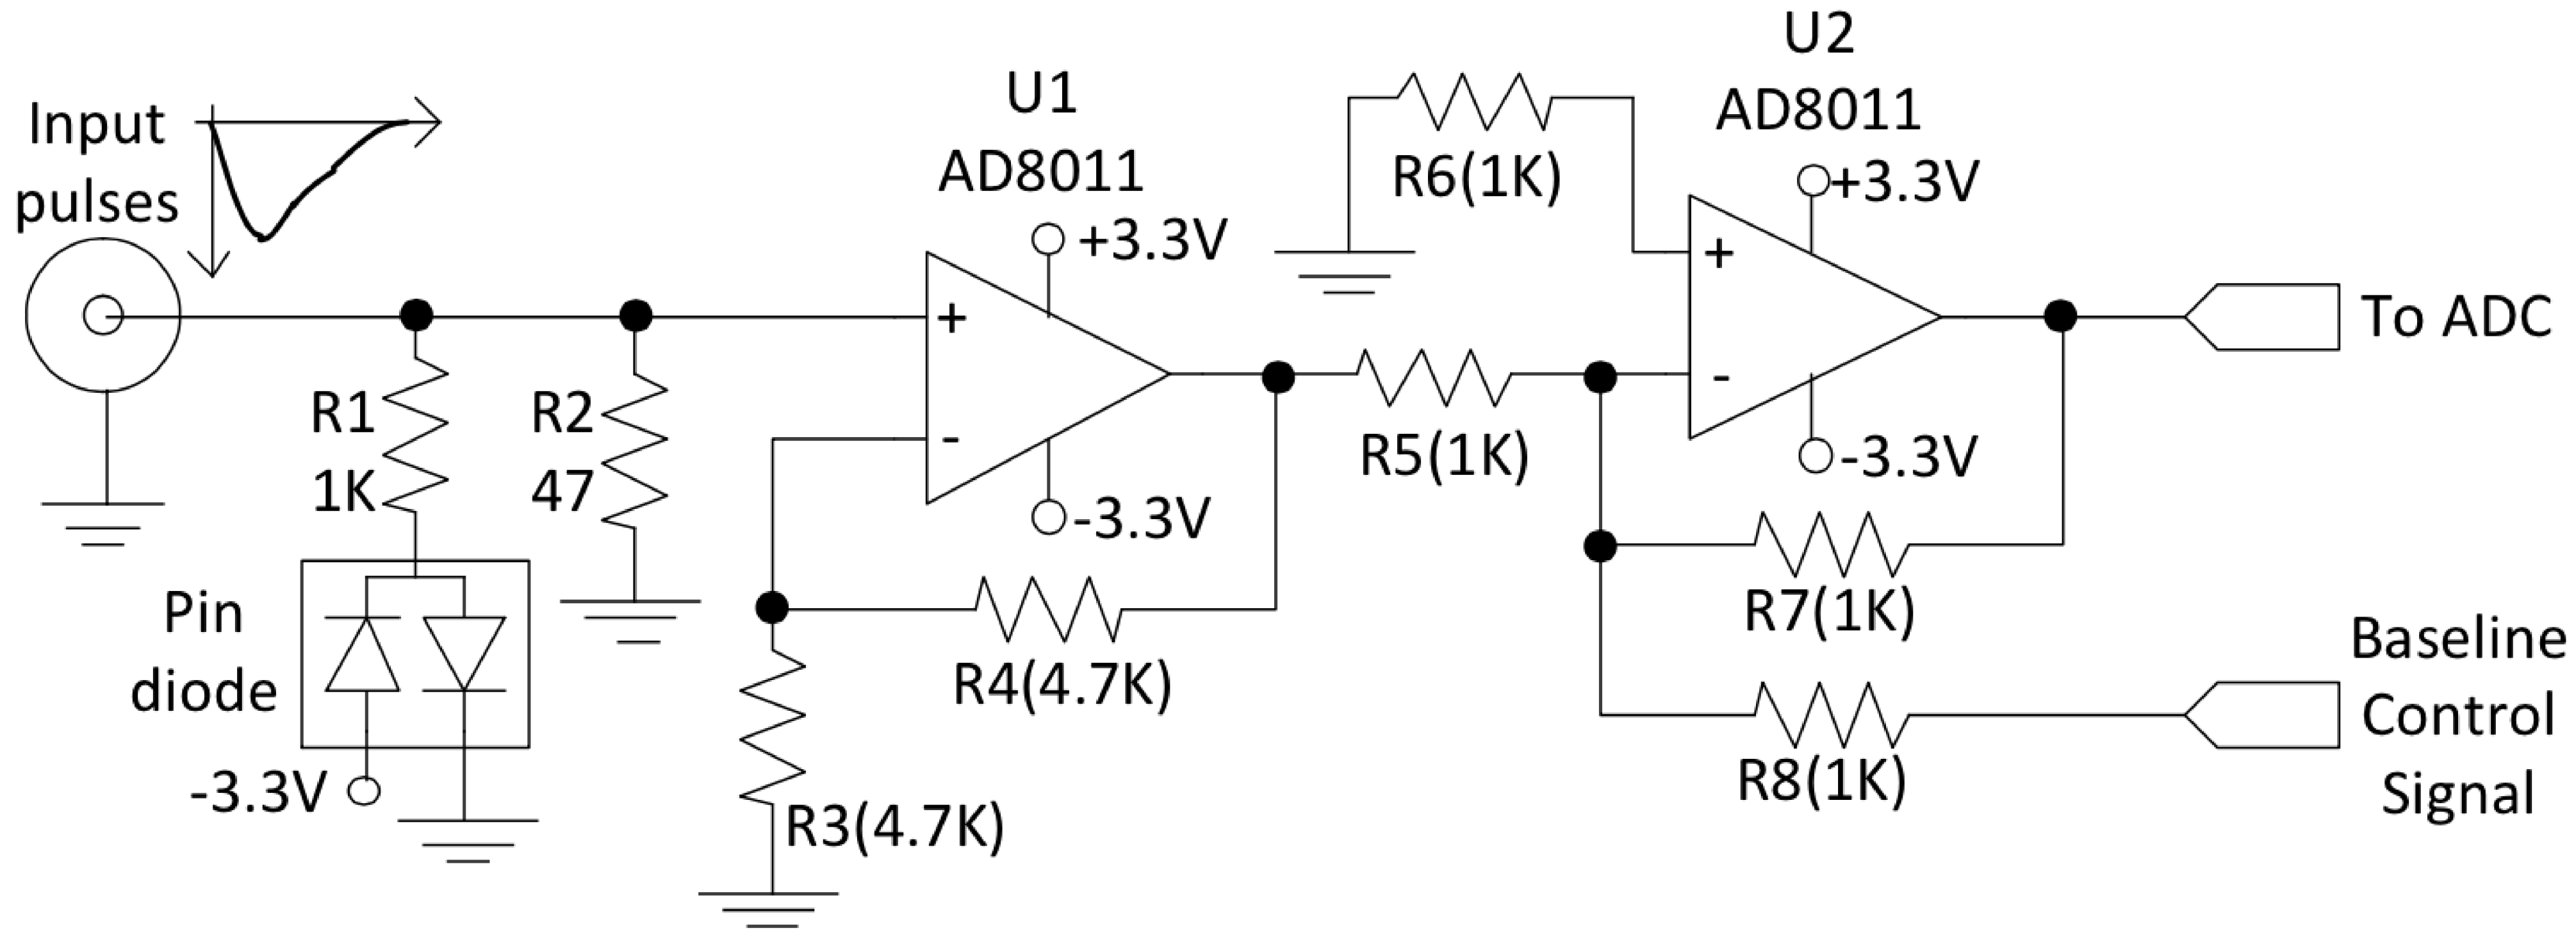 Input
pulses
U1
AD8011
+3.3V
+
-
-3.3V
R1
1K
R2
47
Pin
diode
-3.3V
R4(4.7K)
R3(4.7K)
U2
AD8011
+3.3V
R6(1K)
+
-
-3.3V
R5(1K)
R7(1K)
R8(1K)
To ADC
Baseline
Control
Signal